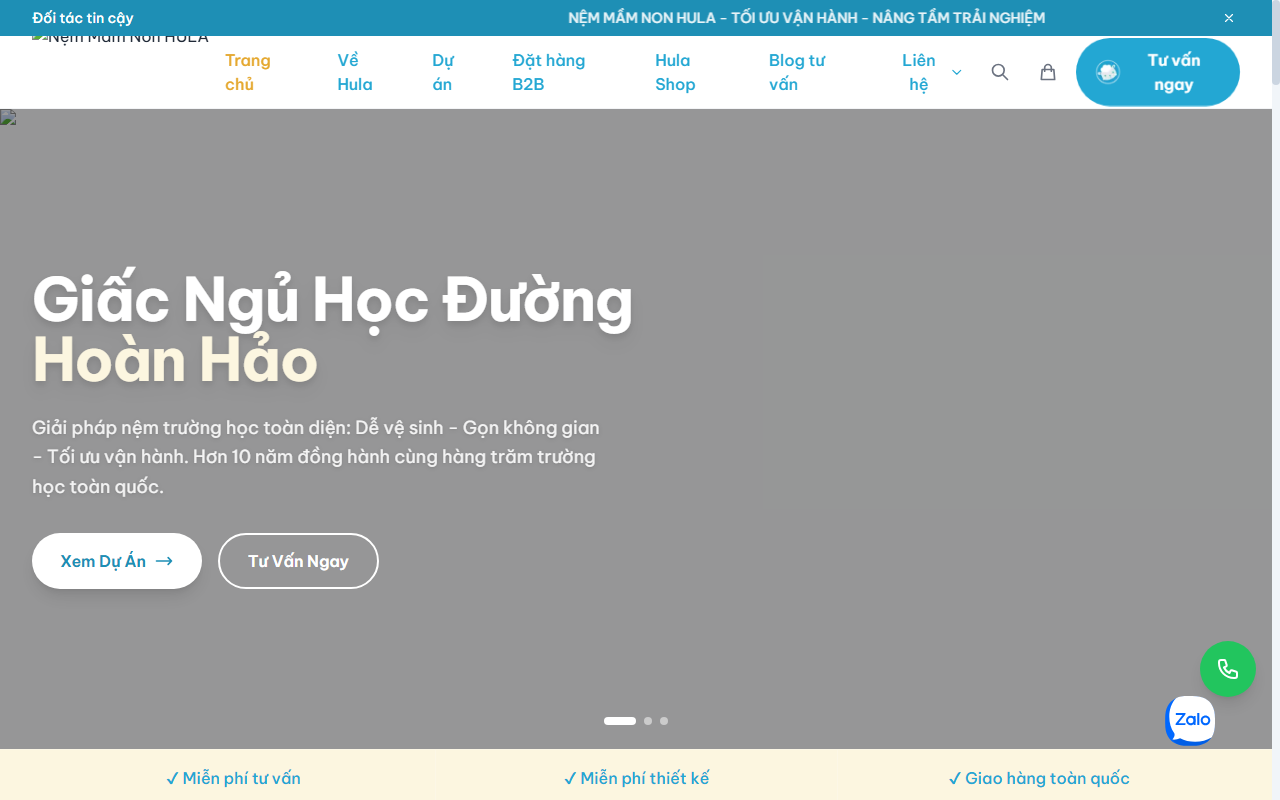 Đối tác tin cậy
NỆM MẦM NON HULA - TỐI ƯU VẬN HÀNH - NÂNG TẦM TRẢI NGHIỆM
Nệm Mầm Non HULA
Trang chủ
Về Hula
Dự án
Đặt hàng B2B
Hula Shop
Blog tư vấn
Liên hệ
Tư vấn ngay
Giấc Ngủ Học Đường
Hoàn Hảo
Giải pháp nệm trường học toàn diện: Dễ vệ sinh - Gọn không gian
- Tối ưu vận hành. Hơn 10 năm đồng hành cùng hàng trăm trường
học toàn quốc.
Xem Dự Án
Tư Vấn Ngay
Zalo
✓ Miễn phí tư vấn
✓ Miễn phí thiết kế
✓ Giao hàng toàn quốc